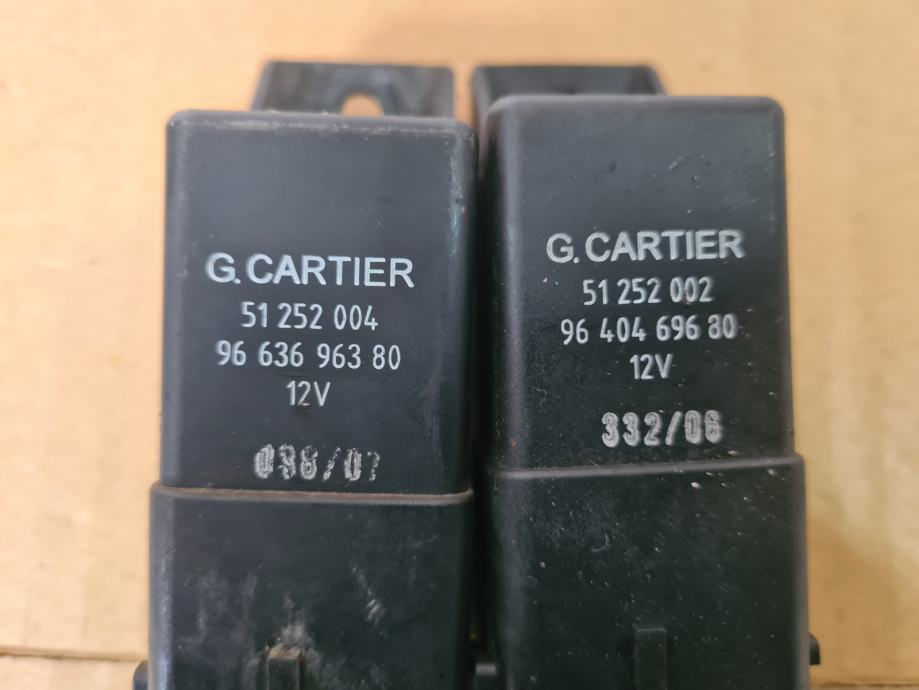 G. CARTIER
51 252 004
96 636 963 80
12V
G. CARTIER
51 252 002
96 404 696 80
12V
332/06